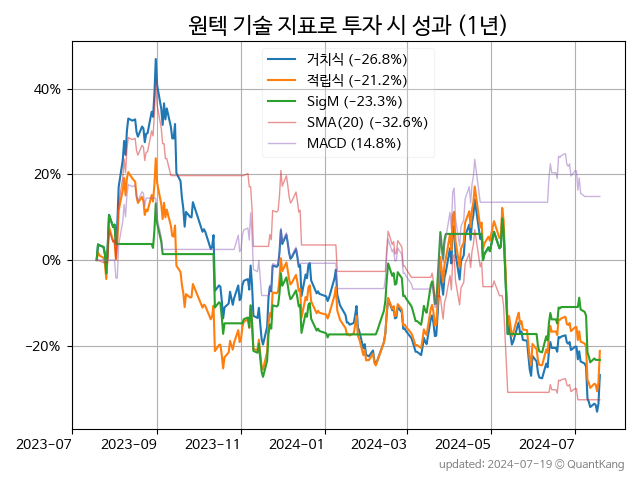 원텍 기술 지표로 투자 시 성과 (1년)
거치식 (−26.8%)
적립식 (−21.2%)
SigM (−23.3%)
SMA(20) (−32.6%)
MACD (14.8%)
40%
20%
0%
−20%
2023-07 2023-09 2023-11 2024-01 2024-03 2024-05 2024-07
updated: 2024-07-19 ⓒ QuantKang